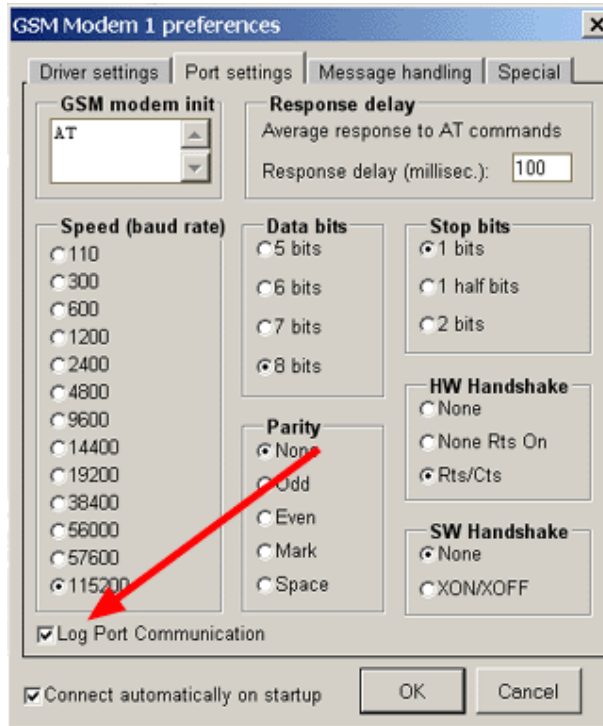 GSM Modem 1 preferences
Driver settings
Port settings
Message handling
Special
GSM modem init
AT
Response delay
Average response to AT commands
Response delay (millisec.):
100
Speed (baud rate)
110
300
600
1200
2400
4800
9600
14400
19200
38400
56000
57600
115200
Data bits
5 bits
6 bits
7 bits
8 bits
Parity
None
Odd
Even
Mark
Space
Stop bits
1 bits
1 half bits
2 bits
HW Handshake
None
None Rts On
Rts/Cts
SW Handshake
None
XON/XOFF
Log Port Communication
Connect automatically on startup
OK
Cancel